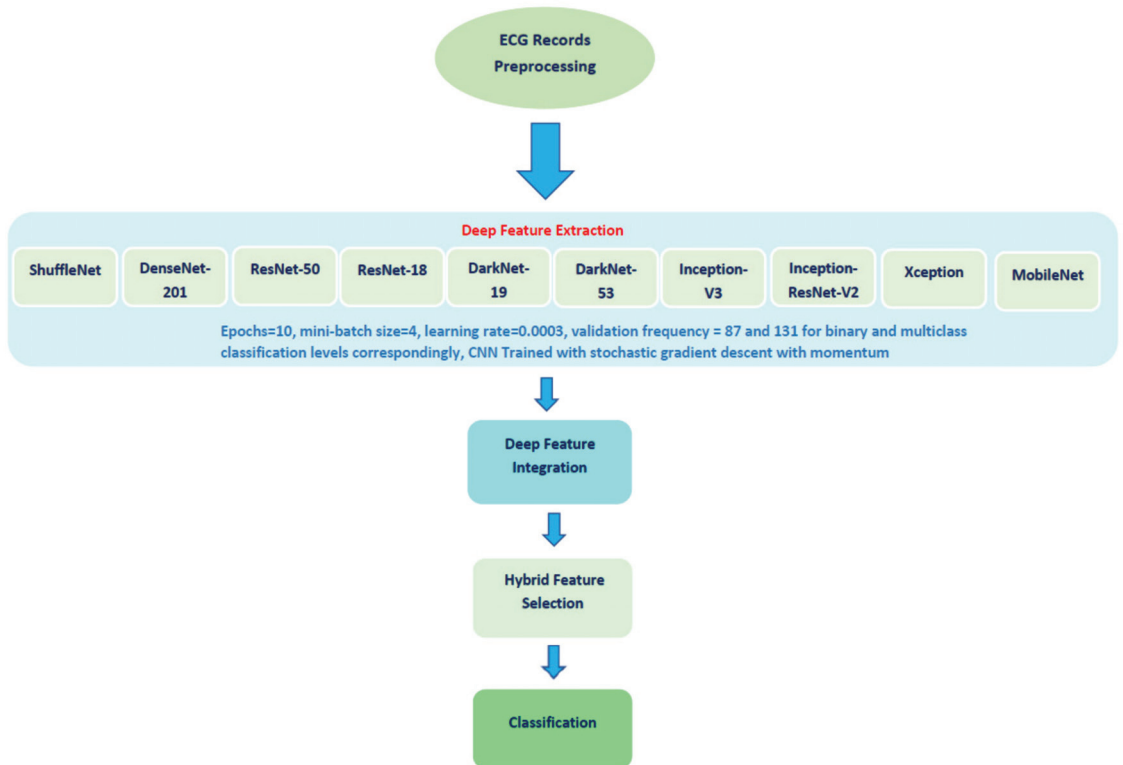 ECG Records
Preprocessing
Deep Feature Extraction
ShuffleNet
DenseNet-
201
ResNet-50
ResNet-18
DarkNet-
19
DarkNet-
53
Inception-
V3
Inception-
ResNet-V2
Xception
MobileNet
Epochs=10, mini-batch size=4, learning rate=0.0003, validation frequency = 87 and 131 for binary and multiclass
classification levels correspondingly, CNN Trained with stochastic gradient descent with momentum
Deep Feature
Integration
Hybrid Feature
Selection
Classification